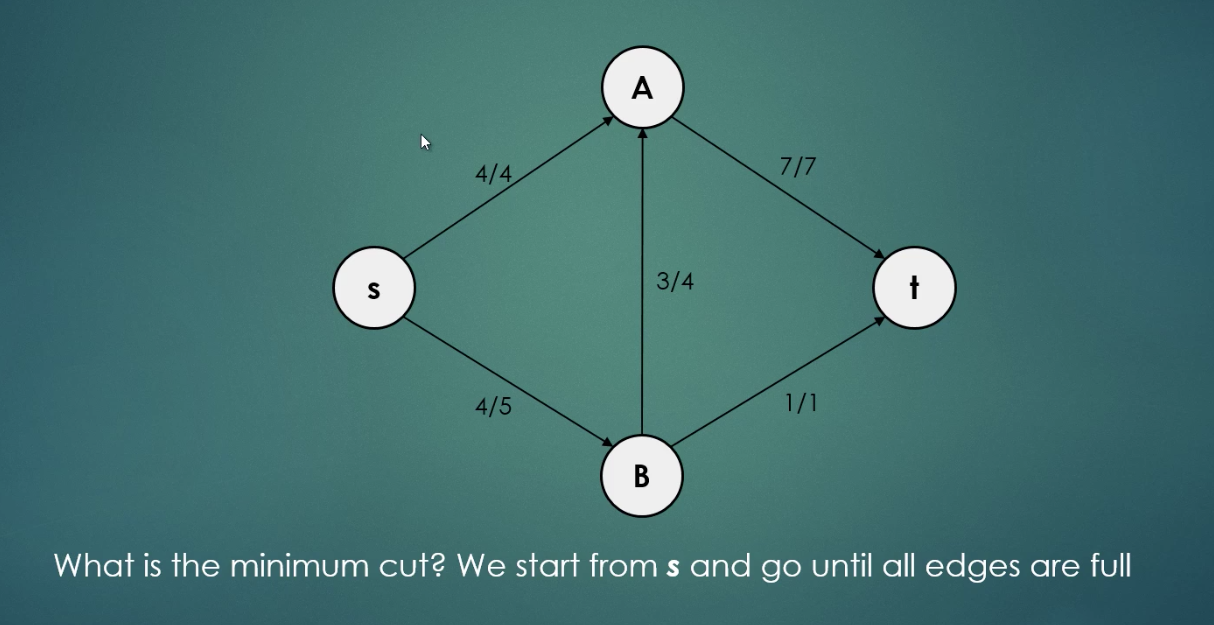 A
4/4
7/7
s
3/4
t
4/5
1/1
B
What is the minimum cut? We start from s and go until all edges are full